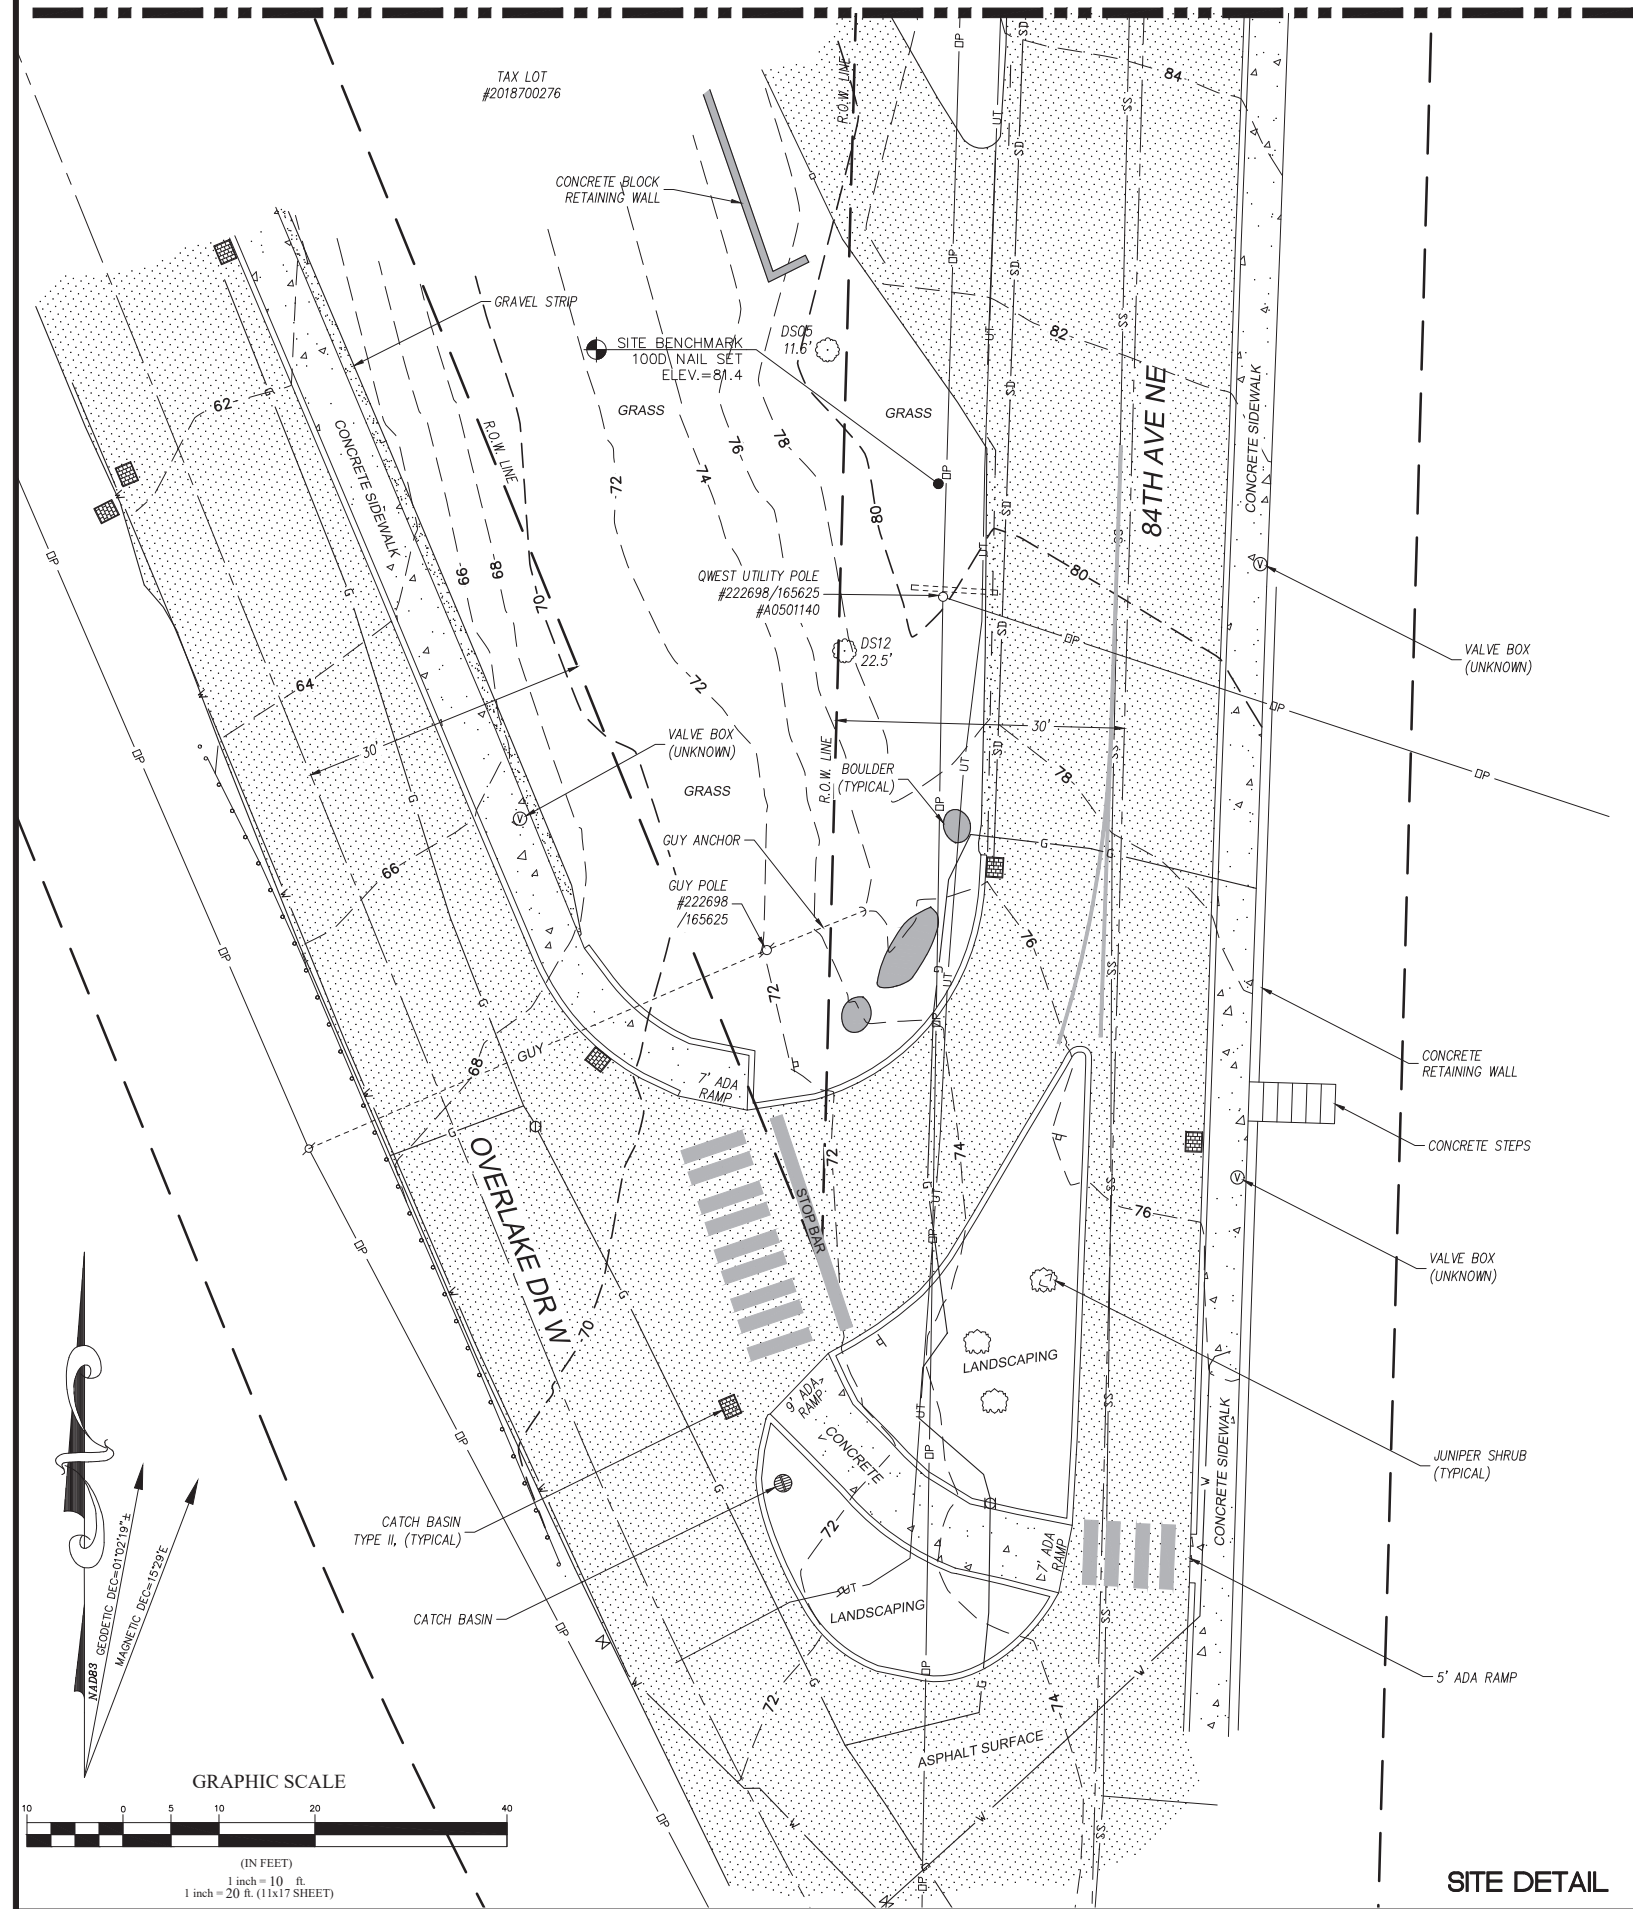 TAX LOT
#2018700276
R.O.W. LINE
84
CONCRETE BLOCK
RETAINING WALL
GRAVEL STRIP
SITE BENCHMARK
100D NAIL SET
ELEV.=81.4
DS05
11.6'
82
GRASS
GRASS
62
CONCRETE SIDEWALK
R.O.W. LINE
84TH AVE NE
CONCRETE SIDEWALK
66
68
70
72
74
76
78
80
80
QWEST UTILITY POLE
#222698/165625
#A0501140
DS12
22.5'
VALVE BOX
(UNKNOWN)
64
72
30'
30'
VALVE BOX
(UNKNOWN)
R.O.W. LINE
BOULDER
(TYPICAL)
78
GRASS
GUY ANCHOR
66
GUY POLE
#222698
/165625
76
72
68
GUY
7' ADA
RAMP
CONCRETE
RETAINING WALL
CONCRETE STEPS
72
74
76
OVERLAKE DR W
STOP BAR
70
VALVE BOX
(UNKNOWN)
LANDSCAPING
9' ADA
RAMP
CONCRETE
CONCRETE SIDEWALK
JUNIPER SHRUB
(TYPICAL)
CATCH BASIN
TYPE II, (TYPICAL)
72
7' ADA
RAMP
CATCH BASIN
LANDSCAPING
5' ADA RAMP
72
74
ASPHALT SURFACE
NAD83
GEODETIC DEC=01°02'19"±
MAGNETIC DEC=15°29'E
GRAPHIC SCALE
10 0 5 10 20 40
(IN FEET)
1 inch = 10 ft.
1 inch = 20 ft. (11x17 SHEET)
SITE DETAIL